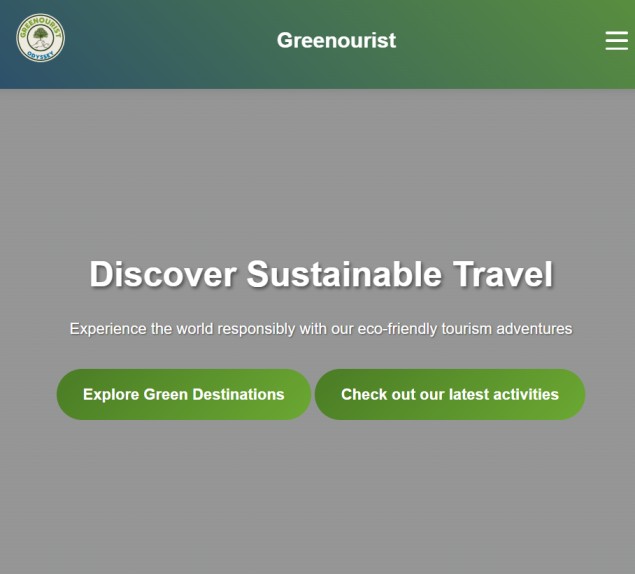 GREENOURIST
ODYSSEY
Greenourist
Discover Sustainable Travel
Experience the world responsibly with our eco-friendly tourism adventures
Explore Green Destinations
Check out our latest activities